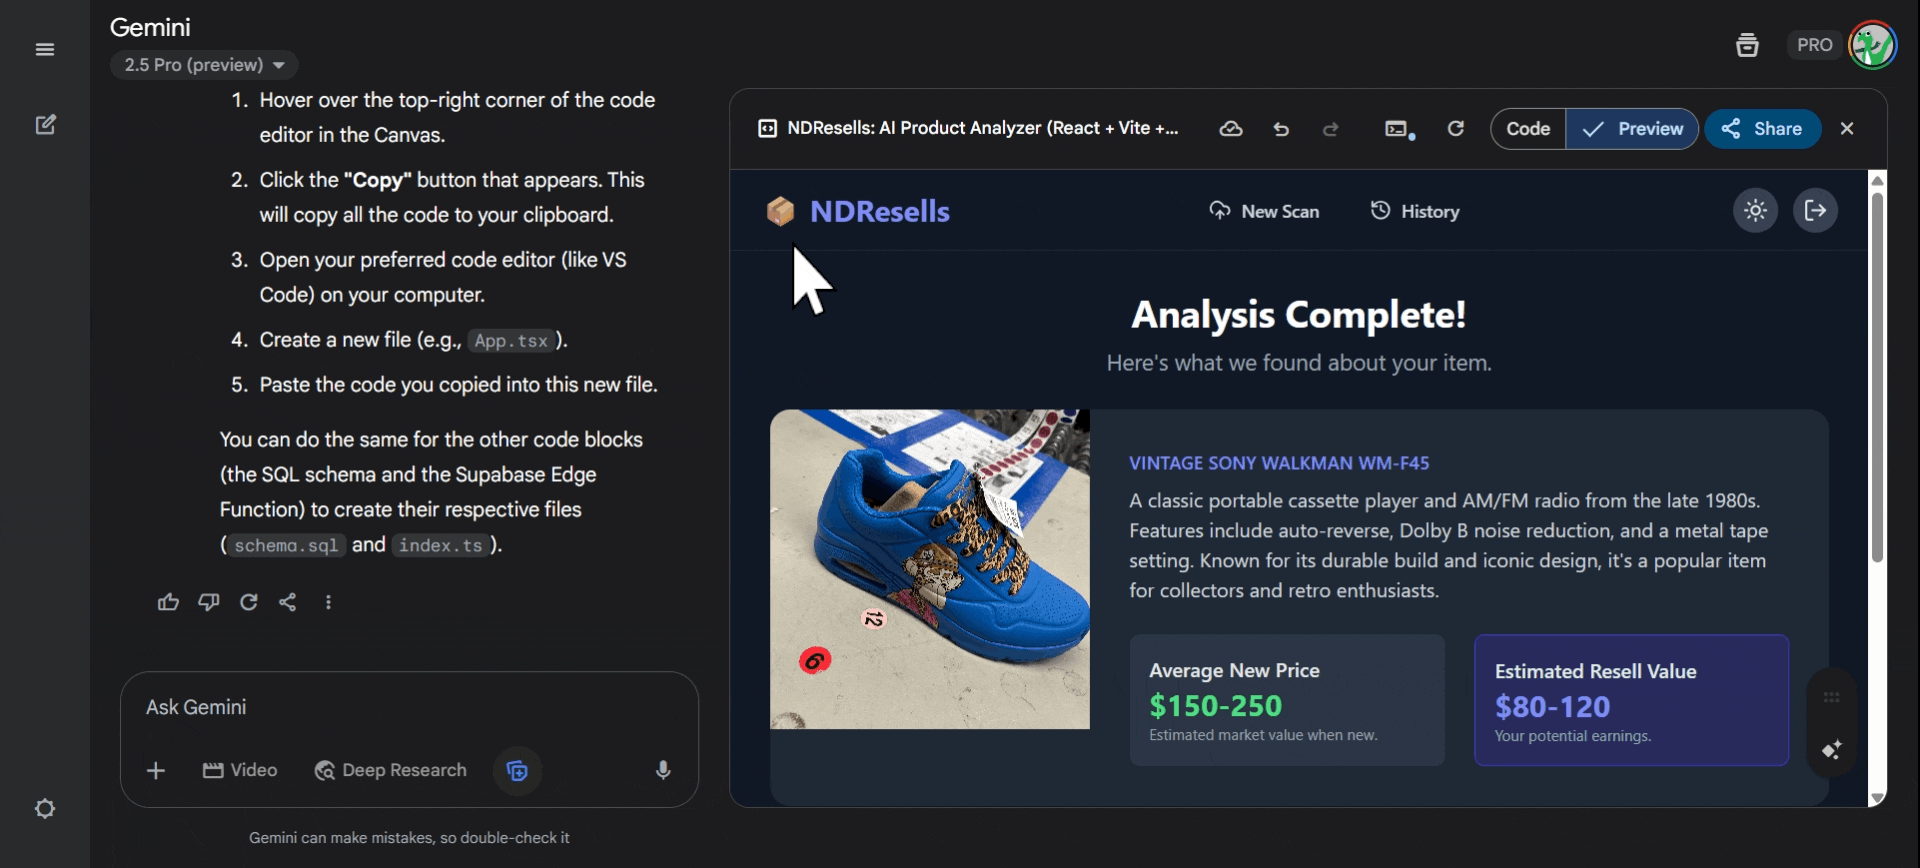 Gemini
2.5 Pro (preview)
PRO
1. Hover over the top-right corner of the code
editor in the Canvas.
2. Click the "Copy" button that appears. This
will copy all the code to your clipboard.
3. Open your preferred code editor (like VS
Code) on your computer.
4. Create a new file (e.g., App.tsx ).
5. Paste the code you copied into this new file.
You can do the same for the other code blocks
(the SQL schema and the Supabase Edge
Function) to create their respective files
( schema.sql and index.ts ).
Ask Gemini
Video
Deep Research
Gemini can make mistakes, so double-check it
NDResells: AI Product Analyzer (React + Vite +...
Code
Preview
Share
NDResells
New Scan
History
Analysis Complete!
Here's what we found about your item.
12
6
VINTAGE SONY WALKMAN WM-F45
A classic portable cassette player and AM/FM radio from the late 1980s.
Features include auto-reverse, Dolby B noise reduction, and a metal tape
setting. Known for its durable build and iconic design, it's a popular item
for collectors and retro enthusiasts.
Average New Price
$150-250
Estimated market value when new.
Estimated Resell Value
$80-120
Your potential earnings.